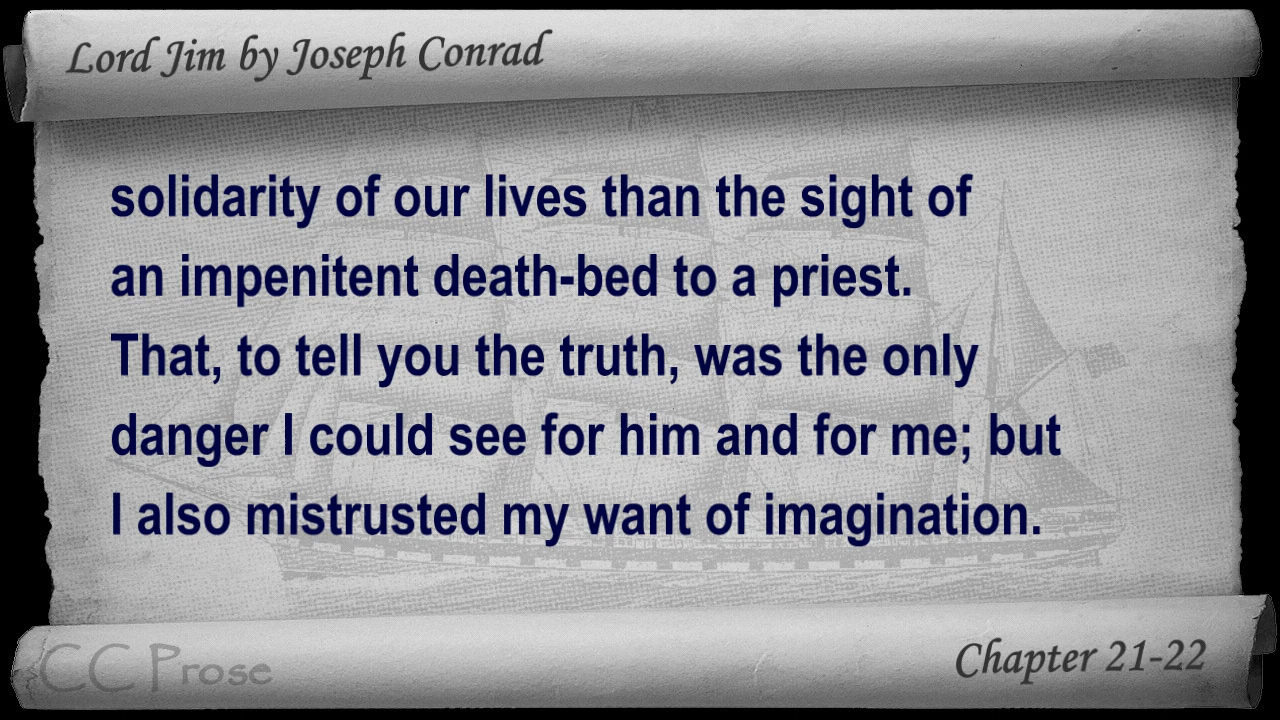 Lord Jim by Joseph Conrad
solidarity of our lives than the sight of
an impenitent death-bed to a priest.
That, to tell you the truth, was the only
danger I could see for him and for me; but
I also mistrusted my want of imagination.
CC Prose
Chapter 21-22